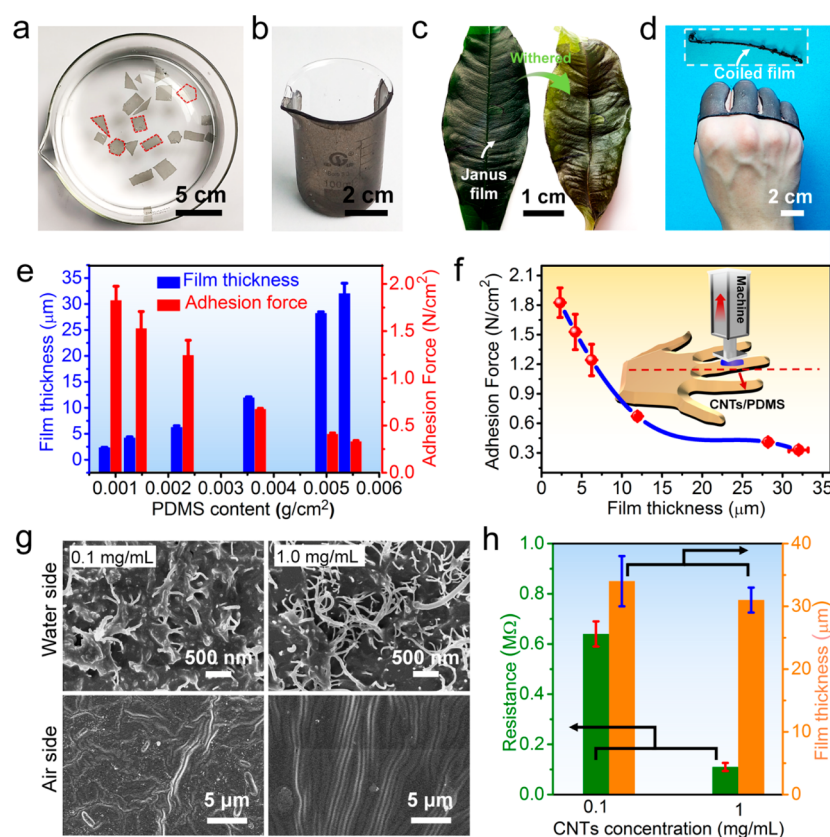 a
5 cm
b
2 cm
c
Withered
Janus
film
1 cm
d
Coiled film
2 cm
e
Film thickness (μm)
35
30
25
20
15
10
5
0
Film thickness
Adhesion force
2.0
1.5
1.0
0.5
0.0
Adhesion Force (N/cm²)
0.001 0.002 0.003 0.004 0.005 0.006
PDMS content (g/cm²)
f
Adhesion Force (N/cm²)
2.1
1.8
1.5
1.2
0.9
0.6
0.3
Machine
CNTs/PDMS
0 5 10 15 20 25 30 35
Film thickness (μm)
g
Water side
0.1 mg/mL
500 nm
1.0 mg/mL
500 nm
Air side
5 μm
5 μm
h
Resistance (MΩ)
1.0
0.8
0.6
0.4
0.2
0.0
40
30
20
10
0
Film thickness (μm)
0.1 1
CNTs concentration (mg/mL)